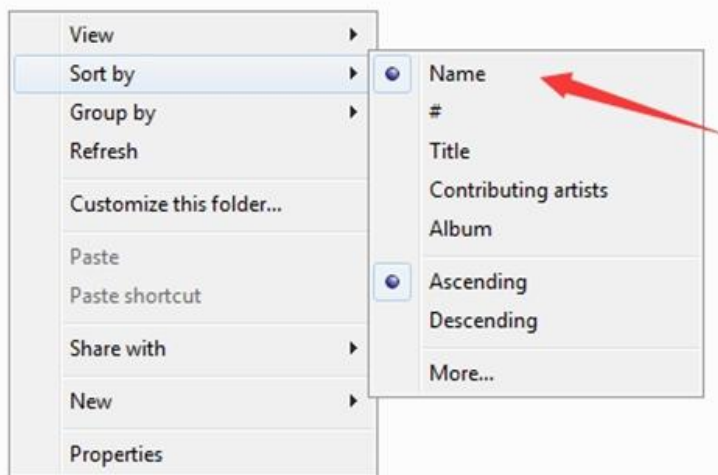 View
Sort by
Group by
Refresh
Customize this folder...
Paste
Paste shortcut
Share with
New
Properties
Name
#
Title
Contributing artists
Album
Ascending
Descending
More...